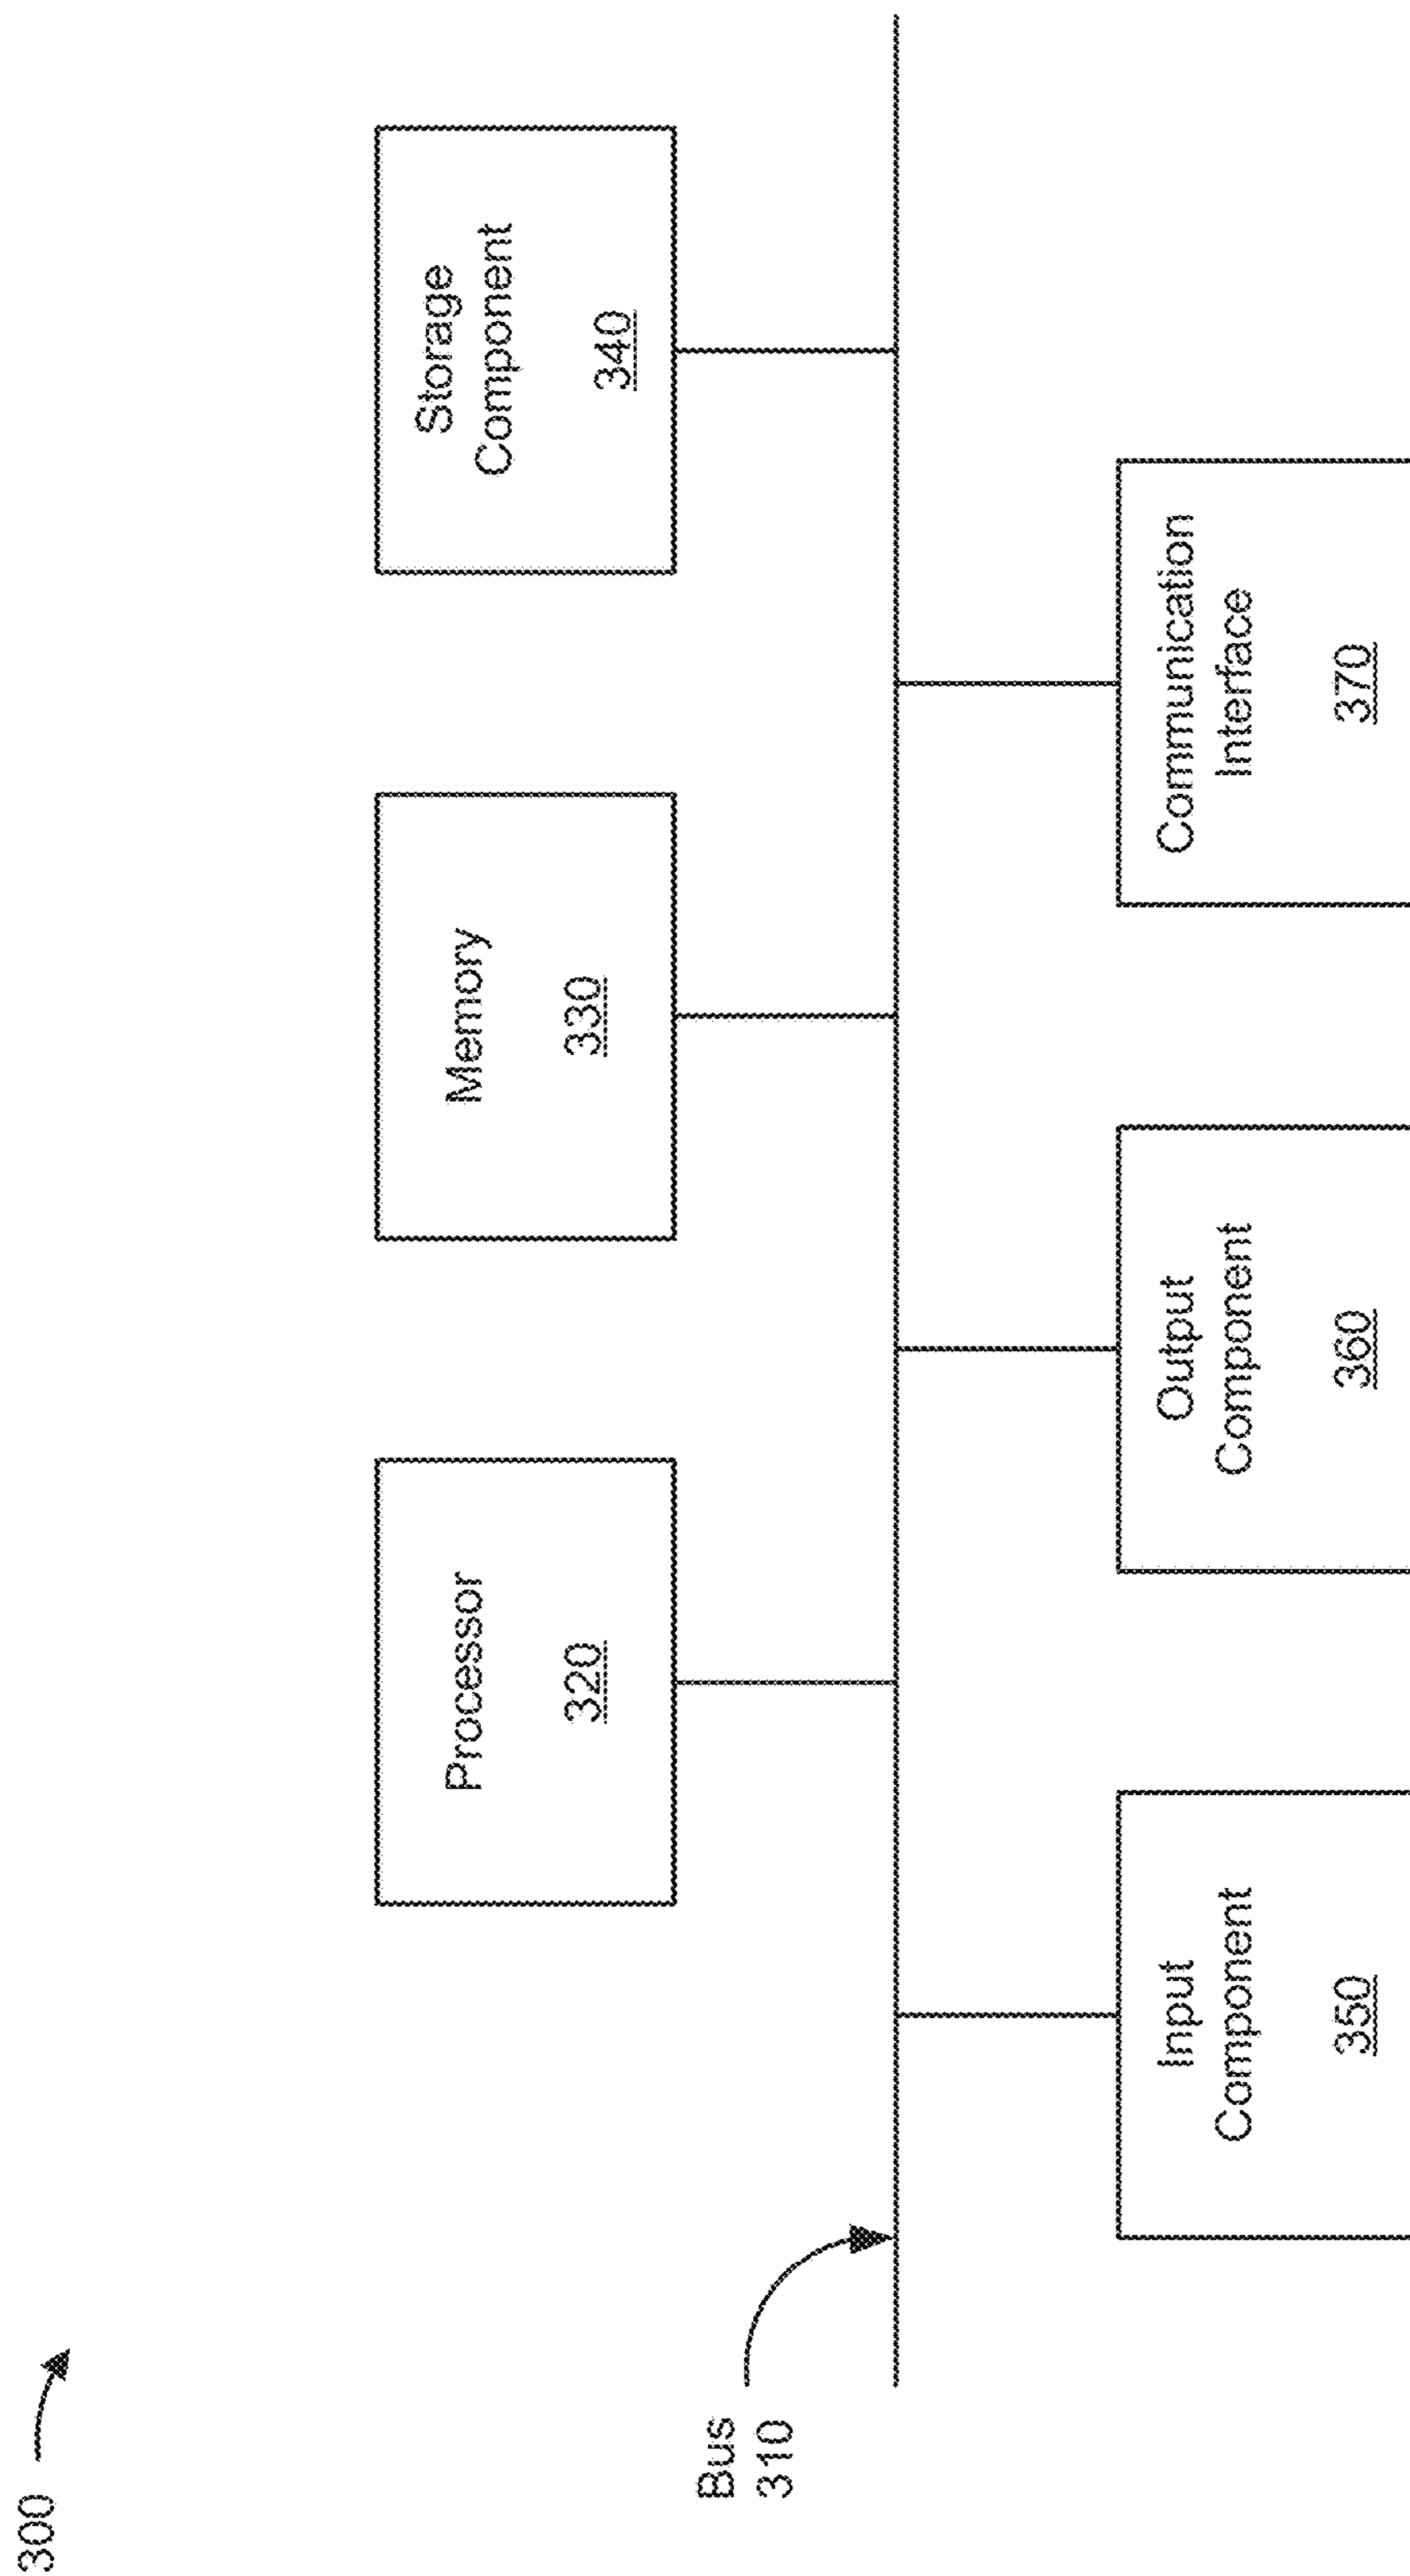 300
Processor
320
Memory
330
Storage
Component
340
Bus
310
Input
Component
350
Output
Component
360
Communication
Interface
370